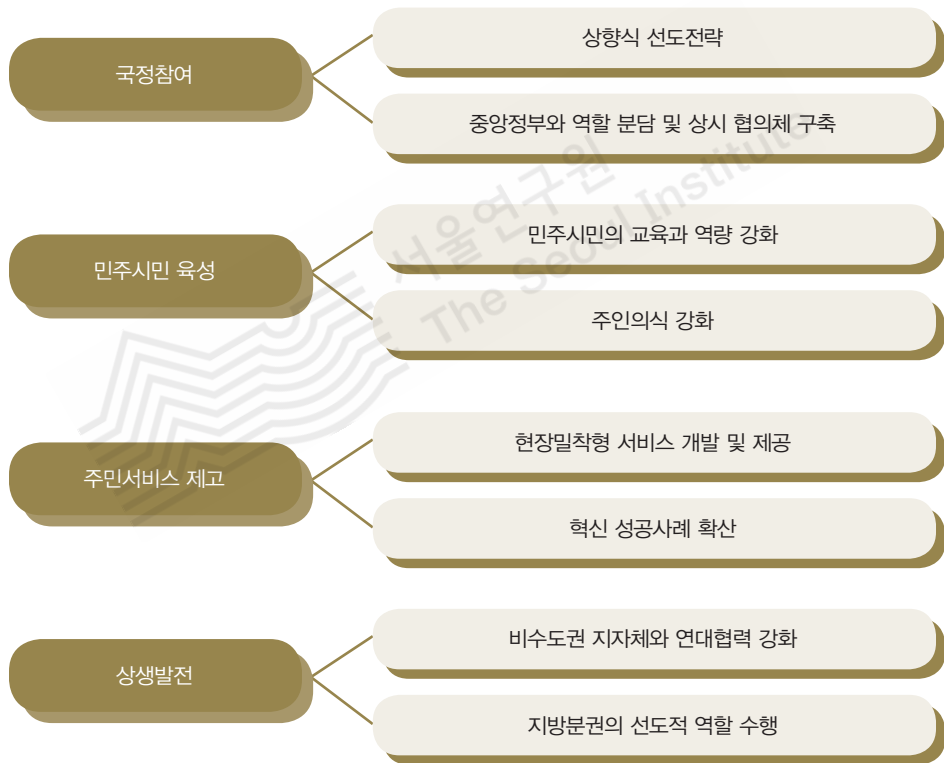 국정참여
상향식 선도전략
중앙정부와 역할 분담 및 상시 협의체 구축
민주시민 육성
민주시민의 교육과 역량 강화
주인의식 강화
주민서비스 제고
현장밀착형 서비스 개발 및 제공
혁신 성공사례 확산
상생발전
비수도권 지자체와 연대협력 강화
지방분권의 선도적 역할 수행
서울연구원
The Seoul Institute